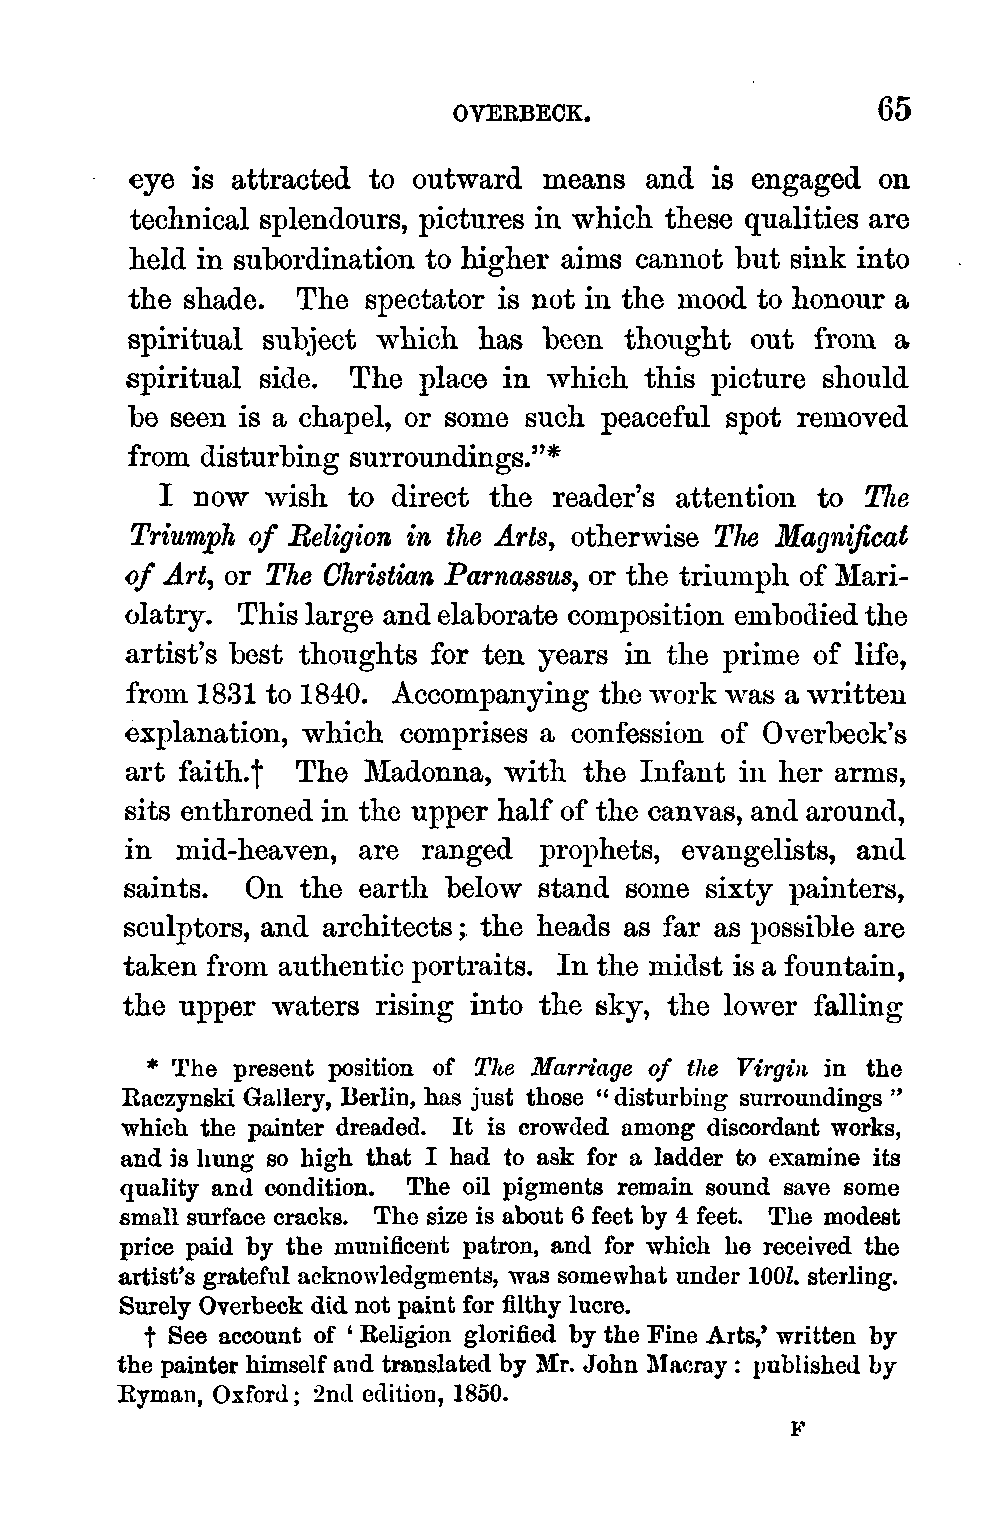 OVERBECK. 65
eye is attracted to outward means and is engaged on
technical splendours, pictures in which these qualities are
held in subordination to higher aims cannot but sink into
the shade. The spectator is not in the mood to honour a
spiritual subject which has been thought out from a
spiritual side. The place in which this picture should
be seen is a chapel, or some such peaceful spot removed
from disturbing surroundings."*
I now wish to direct the reader's attention to The
Triumph of Religion in the Arts, otherwise The Magnificat
of Art, or The Christian Parnassus, or the triumph of Mari-
olatry. This large and elaborate composition embodied the
artist's best thoughts for ten years in the prime of life,
from 1831 to 1840. Accompanying the work was a written
explanation, which comprises a confession of Overbeck's
art faith.† The Madonna, with the Infant in her arms,
sits enthroned in the upper half of the canvas, and around,
in mid-heaven, are ranged prophets, evangelists, and
saints. On the earth below stand some sixty painters,
sculptors, and architects; the heads as far as possible are
taken from authentic portraits. In the midst is a fountain,
the upper waters rising into the sky, the lower falling
* The present position of The Marriage of the Virgin in the
Raczynski Gallery, Berlin, has just those "disturbing surroundings"
which the painter dreaded. It is crowded among discordant works,
and is hung so high that I had to ask for a ladder to examine its
quality and condition. The oil pigments remain sound save some
small surface cracks. The size is about 6 feet by 4 feet. The modest
price paid by the munificent patron, and for which he received the
artist's grateful acknowledgments, was somewhat under 100l. sterling.
Surely Overbeck did not paint for filthy lucre.
† See account of 'Religion glorified by the Fine Arts,' written by
the painter himself and translated by Mr. John Macray: published by
Ryman, Oxford; 2nd edition, 1850.
F